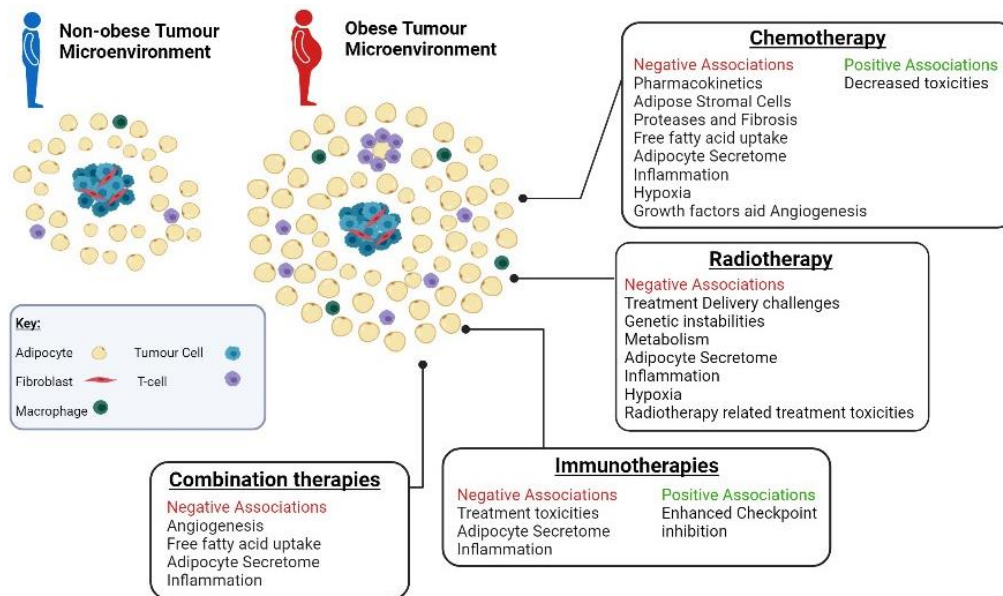 Non-obese Tumour
Microenvironment
Obese Tumour
Microenvironment
Chemotherapy
Negative Associations
Pharmacokinetics
Adipose Stromal Cells
Proteases and Fibrosis
Free fatty acid uptake
Adipocyte Secretome
Inflammation
Hypoxia
Growth factors aid Angiogenesis
Positive Associations
Decreased toxicities
Radiotherapy
Negative Associations
Treatment Delivery challenges
Genetic instabilities
Metabolism
Adipocyte Secretome
Inflammation
Hypoxia
Radiotherapy related treatment toxicities
Key:
Adipocyte
Tumour Cell
Fibroblast
T-cell
Macrophage
Combination therapies
Negative Associations
Angiogenesis
Free fatty acid uptake
Adipocyte Secretome
Inflammation
Immunotherapies
Negative Associations
Treatment toxicities
Adipocyte Secretome
Inflammation
Positive Associations
Enhanced Checkpoint
inhibition